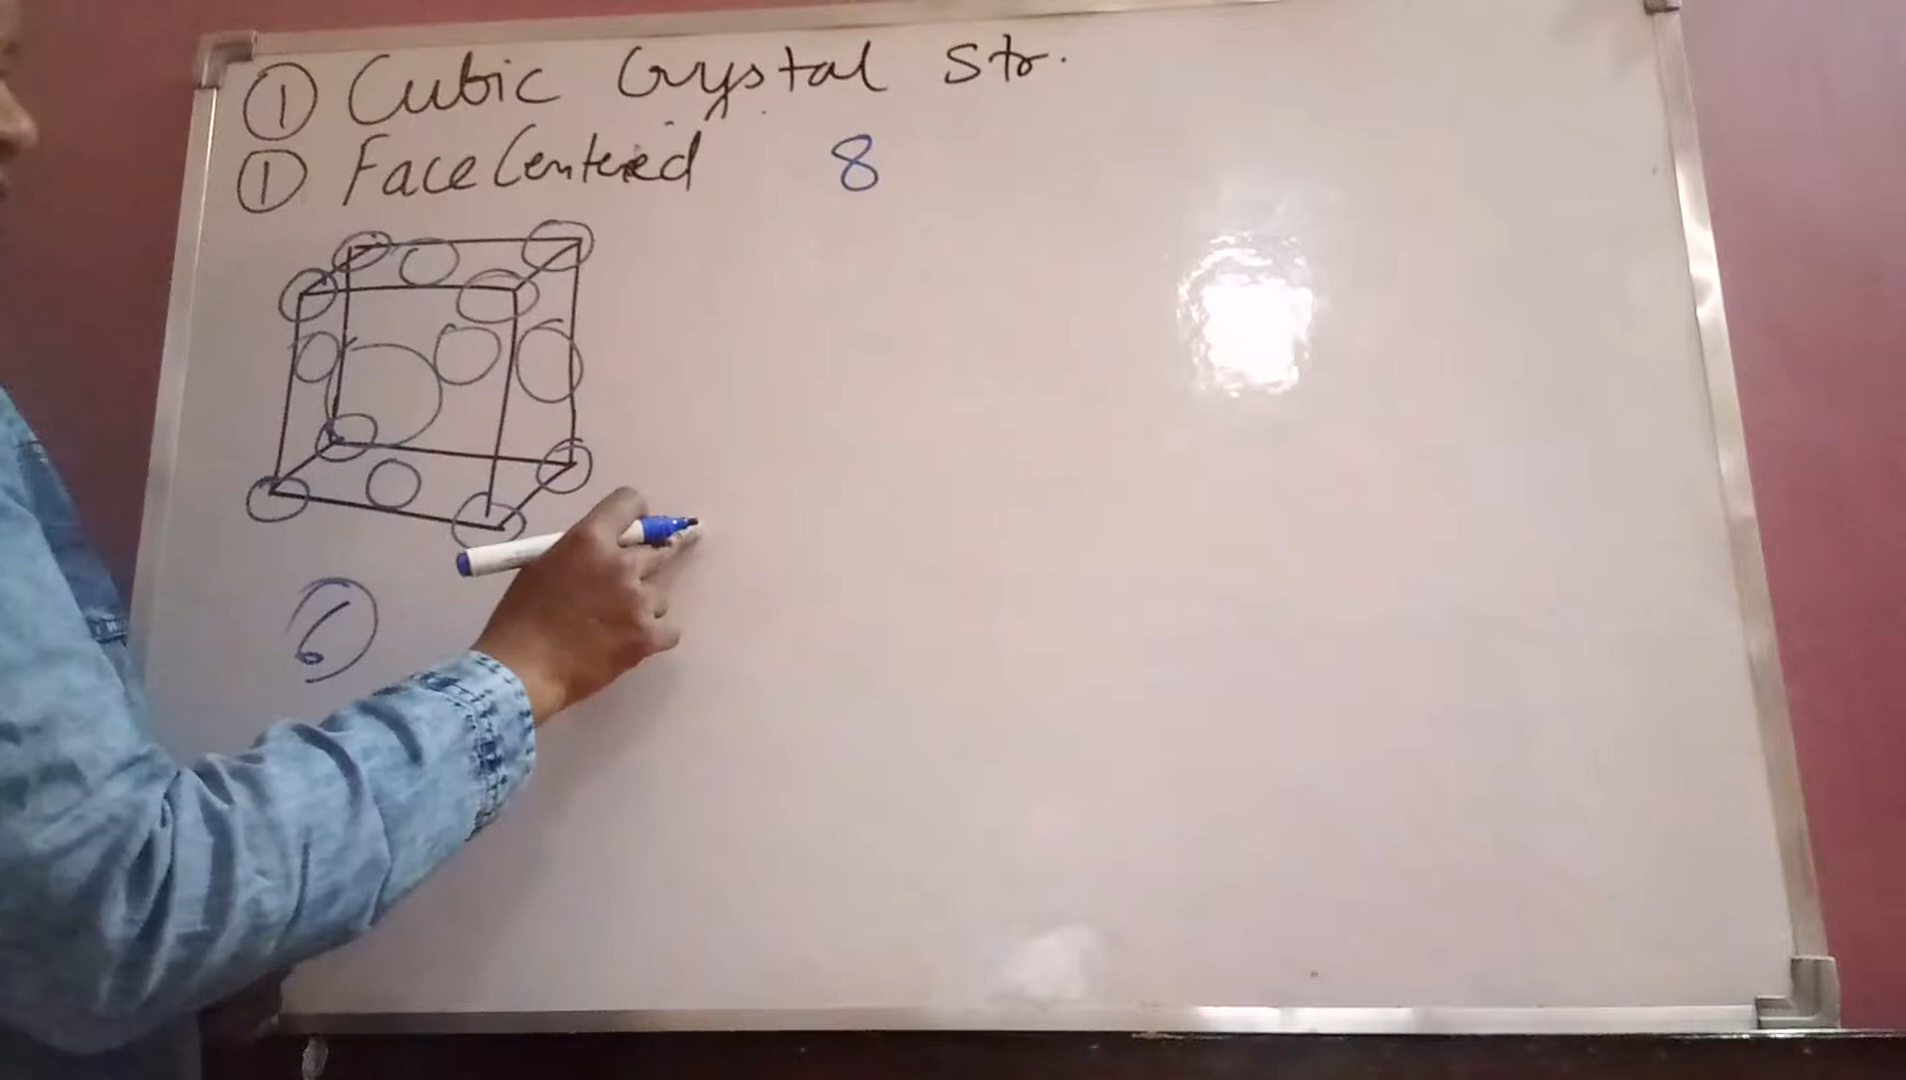 ① Cubic Crystal Str.
① Face Centered 8
6